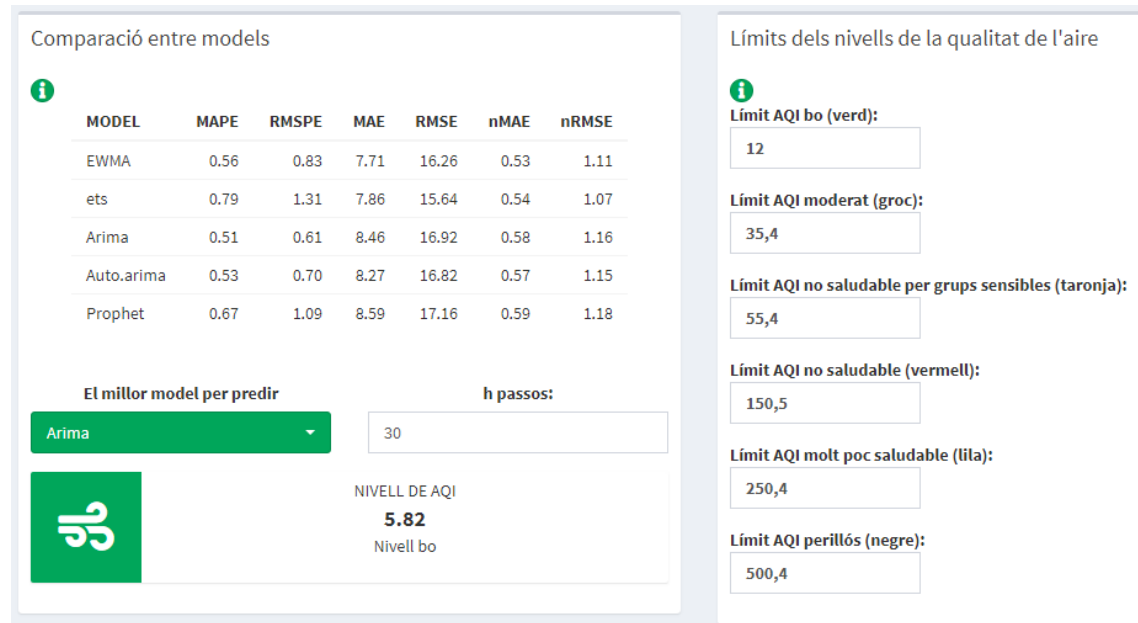 Comparació entre models
MODEL MAPE RMSPE MAE RMSE nMAE nRMSE
EWMA 0.56 0.83 7.71 16.26 0.53 1.11
ets 0.79 1.31 7.86 15.64 0.54 1.07
Arima 0.51 0.61 8.46 16.92 0.58 1.16
Auto.arima 0.53 0.70 8.27 16.82 0.57 1.15
Prophet 0.67 1.09 8.59 17.16 0.59 1.18
El millor model per predir
Arima
h passos:
30
NIVELL DE AQI
5.82
Nivell bo
Límits dels nivells de la qualitat de l'aire
Límit AQI bo (verd):
12
Límit AQI moderat (groc):
35,4
Límit AQI no saludable per grups sensibles (taronja):
55,4
Límit AQI no saludable (vermell):
150,5
Límit AQI molt poc saludable (lila):
250,4
Límit AQI perillós (negre):
500,4